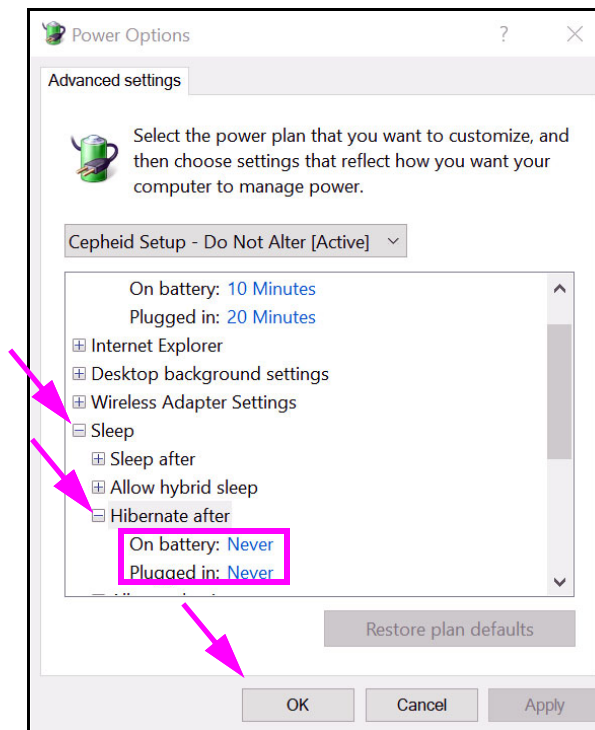 Power Options
?
Advanced settings
Select the power plan that you want to customize, and
then choose settings that reflect how you want your
computer to manage power.
Cepheid Setup - Do Not Alter [Active]
On battery: 10 Minutes
Plugged in: 20 Minutes
Internet Explorer
Desktop background settings
Wireless Adapter Settings
Sleep
Sleep after
Allow hybrid sleep
Hibernate after
On battery: Never
Plugged in: Never
Restore plan defaults
OK Cancel Apply